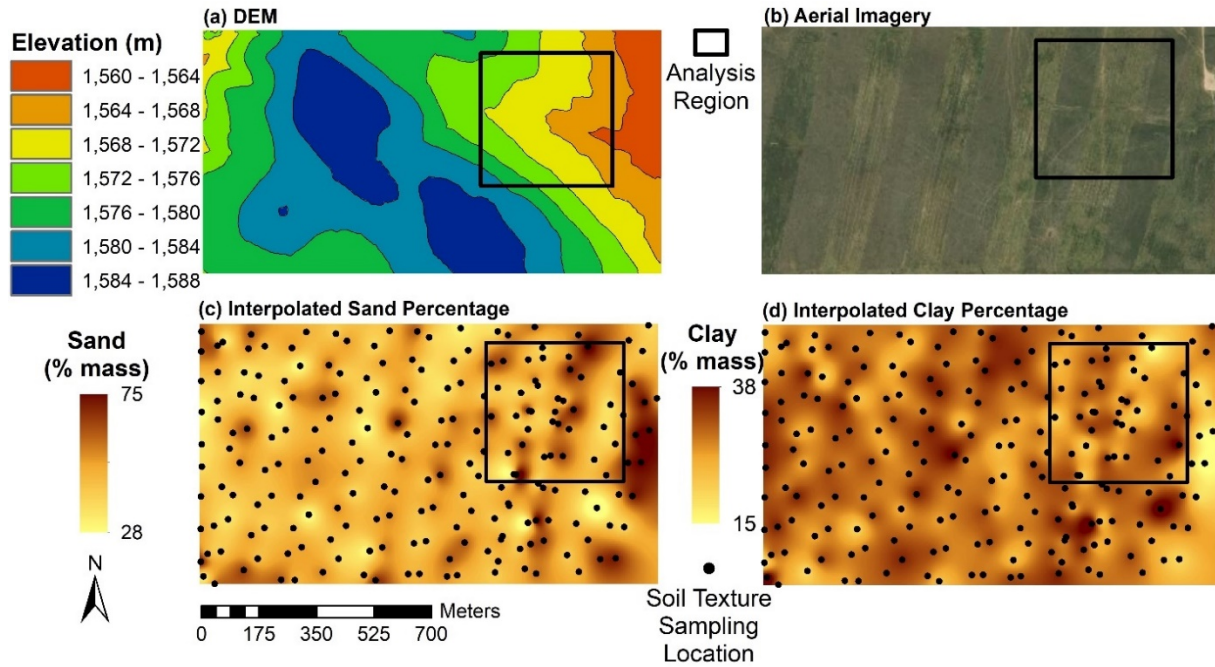 (a) DEM
(b) Aerial Imagery
Elevation (m)
1,560 - 1,564
1,564 - 1,568
1,568 - 1,572
1,572 - 1,576
1,576 - 1,580
1,580 - 1,584
1,584 - 1,588
Analysis
Region
(c) Interpolated Sand Percentage
(d) Interpolated Clay Percentage
Sand
(% mass)
75
28
Clay
(% mass)
38
15
N
Meters
0 175 350 525 700
Soil Texture
Sampling
Location